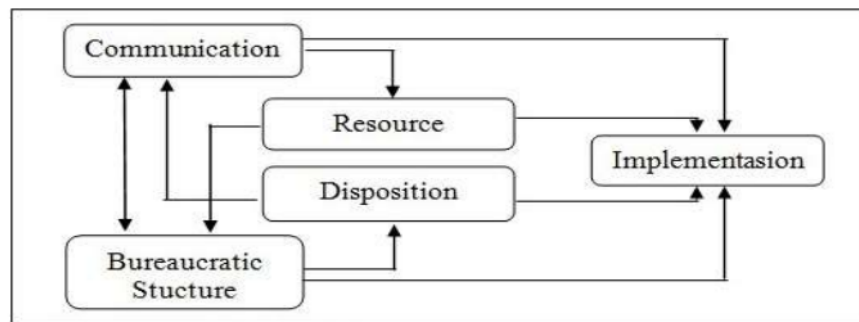 Communication
Resource
Implementasion
Disposition
Bureaucratic
Stucture